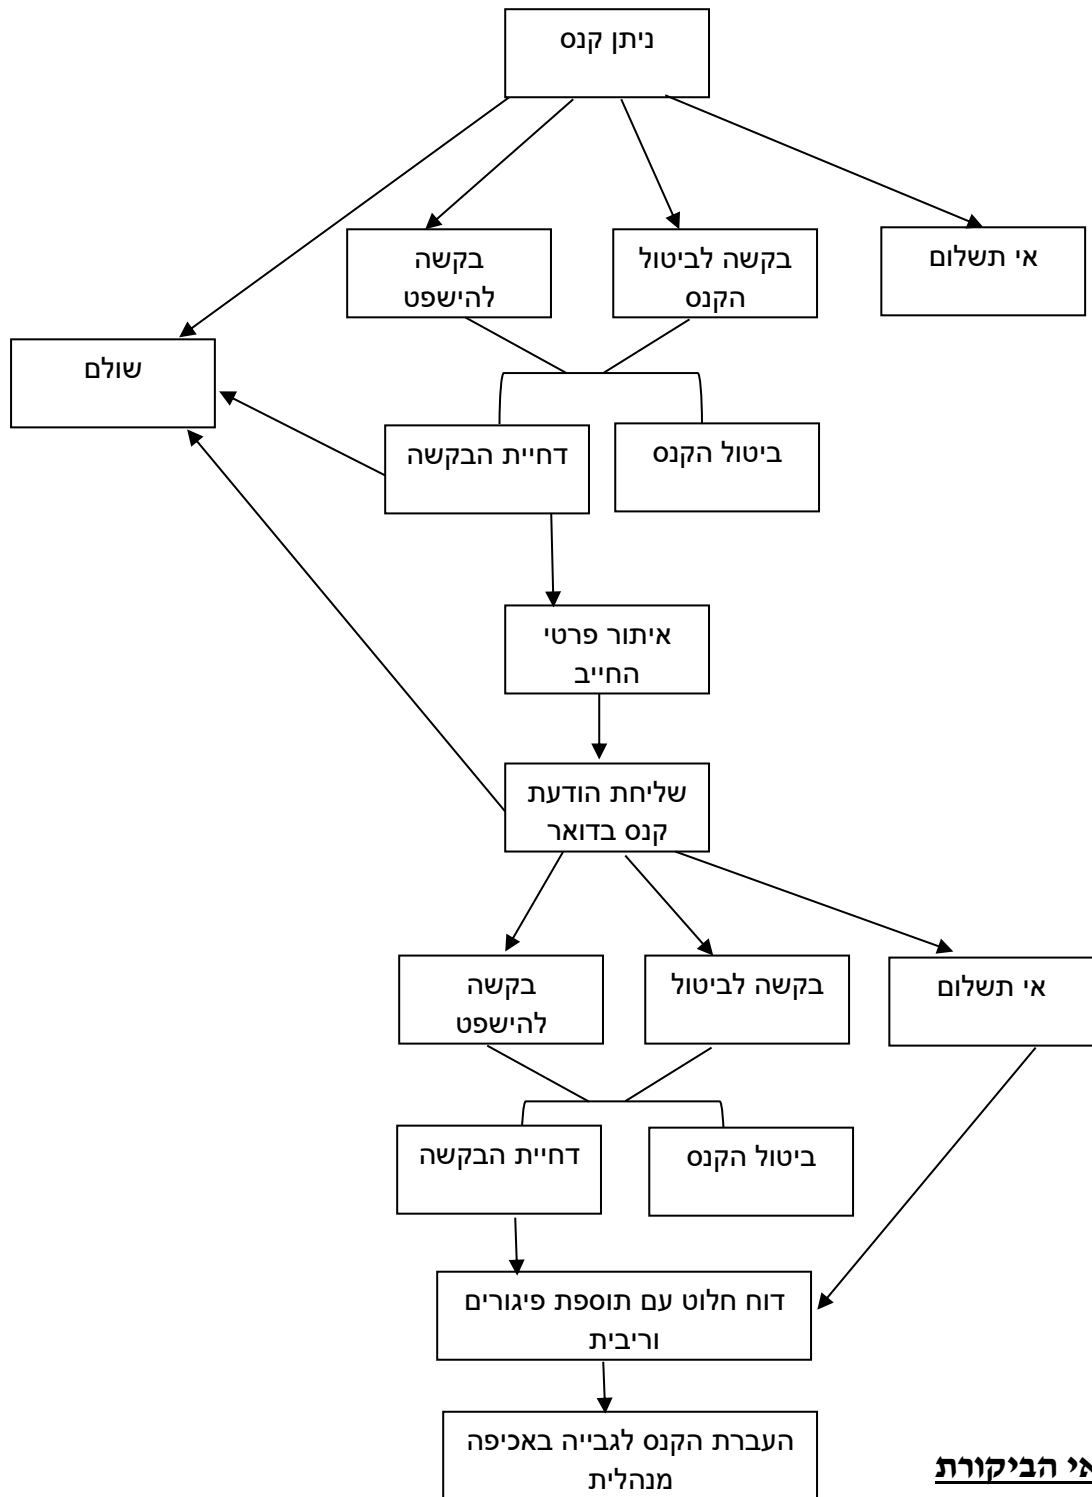 ניתן קנס
אי תשלום
בקשה לביטול
הקנס
בקשה
להישפט
שולם
ביטול הקנס
דחיית הבקשה
איתור פרטי
החייב
שליחת הודעת
קנס בדואר
אי תשלום
בקשה לביטול
בקשה
להישפט
ביטול הקנס
דחיית הבקשה
דוח חלוט עם תוספת פיגורים
וריבית
העברת הקנס לגבייה באכיפה
מנהלית
הביקורת